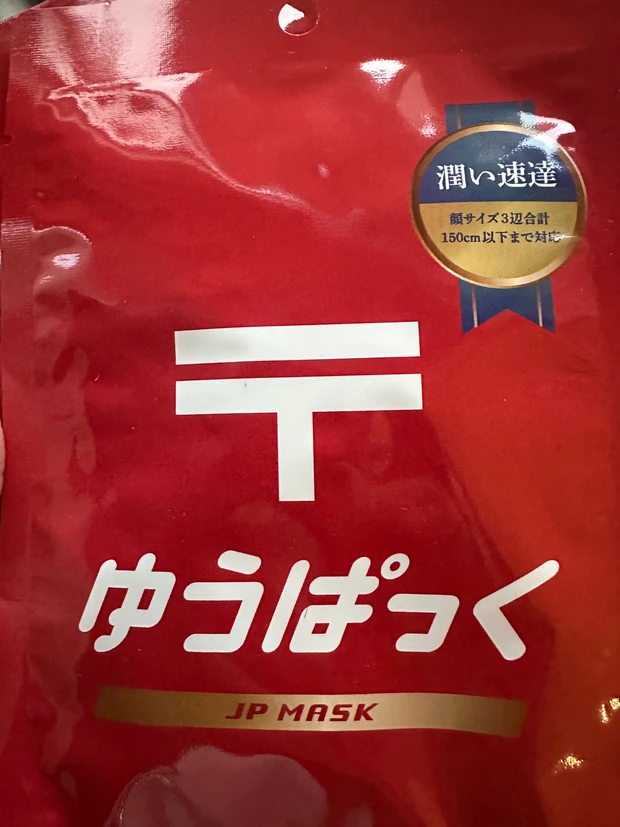 潤い速達
顔サイズ3辺合計
150cm以下まで対応
〒
ゆうぱっく
JP MASK